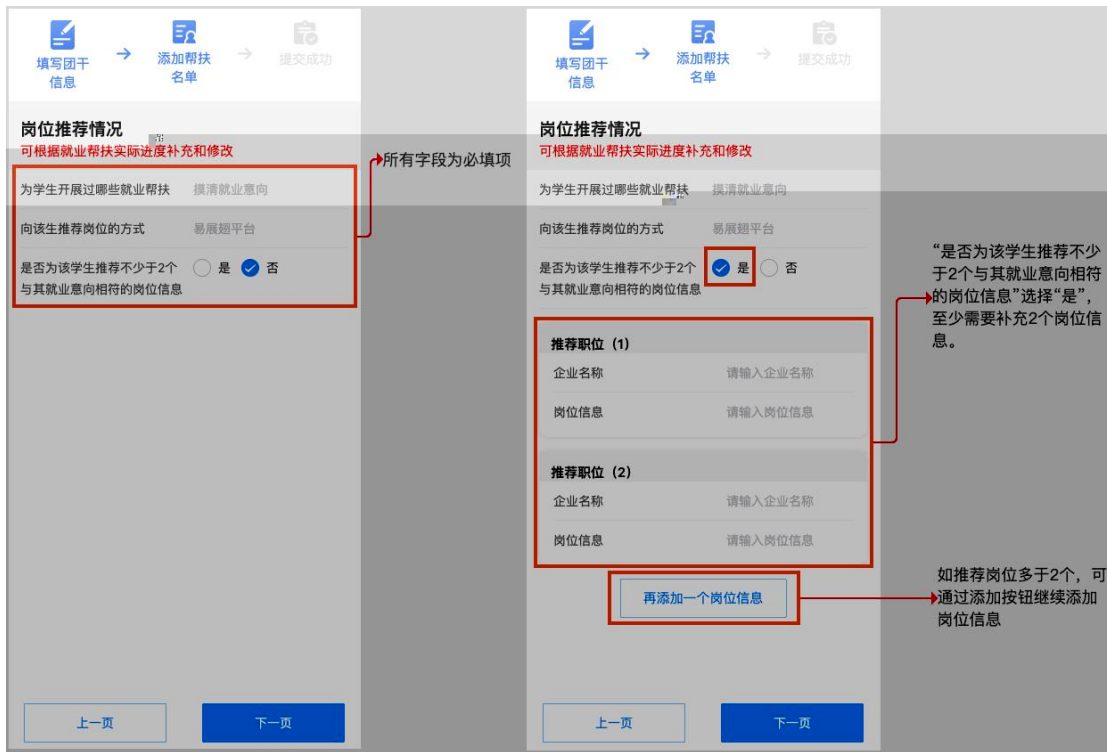 填写团干
信息
→
添加帮扶
名单
→
提交成功
岗位推荐情况
可根据就业帮扶实际进度补充和修改
为学生开展过哪些就业帮扶 摸清就业意向
向该生推荐岗位的方式 易展翅平台
是否为该学生推荐不少于2个 是 否
与其就业意向相符的岗位信息
上一页 下一页
所有字段为必填项
填写团干
信息
→
添加帮扶
名单
→
提交成功
岗位推荐情况
可根据就业帮扶实际进度补充和修改
为学生开展过哪些就业帮扶 摸清就业意向
向该生推荐岗位的方式 易展翅平台
是否为该学生推荐不少于2个 是 否
与其就业意向相符的岗位信息
推荐职位（1）
企业名称 请输入企业名称
岗位信息 请输入岗位信息
推荐职位（2）
企业名称 请输入企业名称
岗位信息 请输入岗位信息
再添加一个岗位信息
上一页 下一页
“是否为该学生推荐不少
于2个与其就业意向相符
的岗位信息”选择“是”，
至少需要补充2个岗位信
息。
如推荐岗位多于2个，可
通过添加按钮继续添加
岗位信息